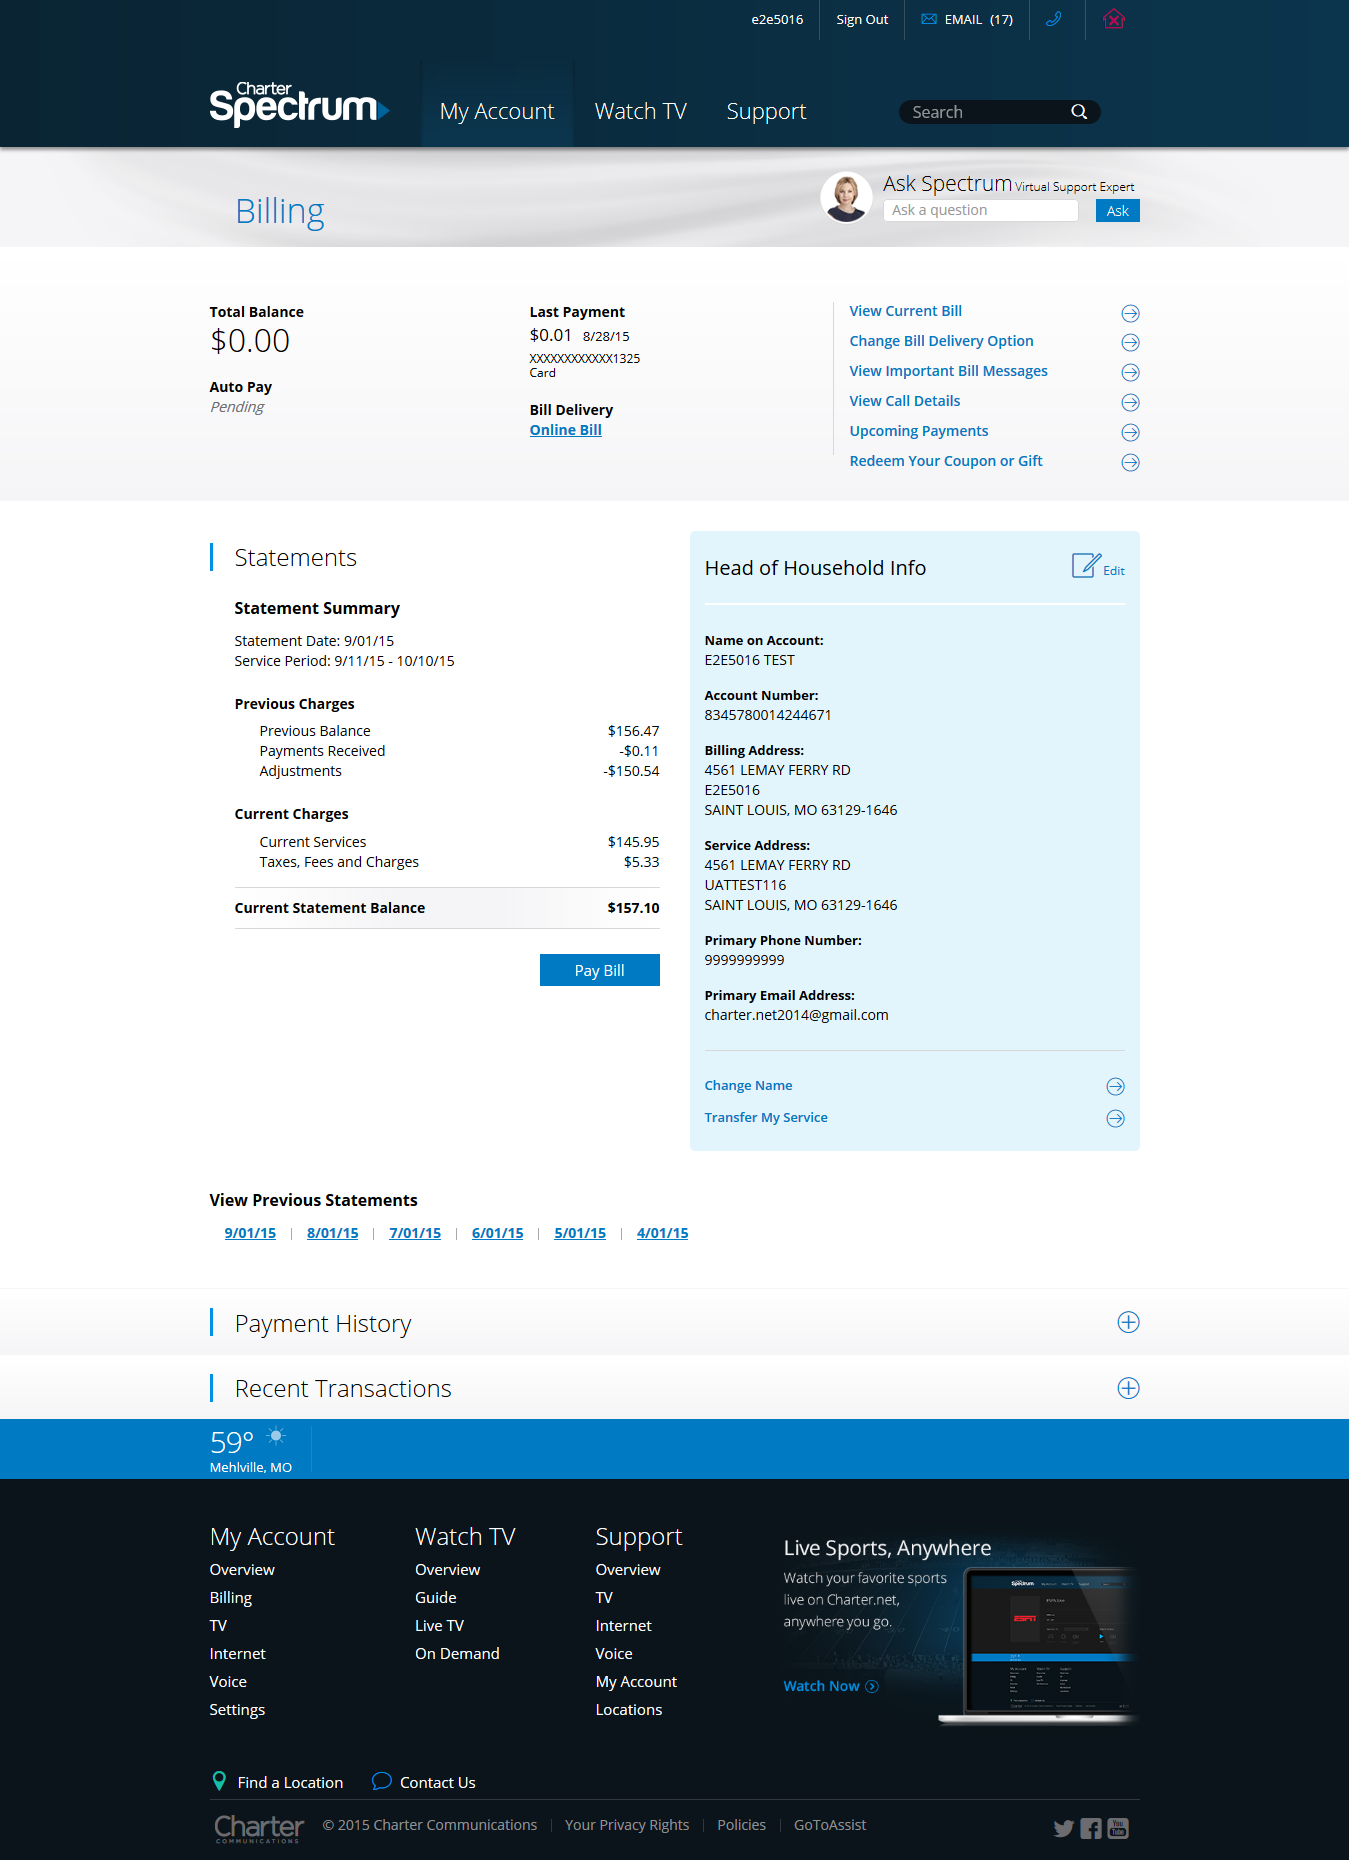 e2e5016
Sign Out
EMAIL (17)
Charter
Spectrum
My Account
Watch TV
Support
Search
Billing
Ask Spectrum Virtual Support Expert
Ask a question
Ask
Total Balance
$0.00
Auto Pay
Pending
Last Payment
$0.01 8/28/15
XXXXXXXXXXXX1325
Card
Bill Delivery
Online Bill
View Current Bill
Change Bill Delivery Option
View Important Bill Messages
View Call Details
Upcoming Payments
Redeem Your Coupon or Gift
Statements
Statement Summary
Statement Date: 9/01/15
Service Period: 9/11/15 - 10/10/15
Previous Charges
Previous Balance $156.47
Payments Received -$0.11
Adjustments -$150.54
Current Charges
Current Services $145.95
Taxes, Fees and Charges $5.33
Current Statement Balance $157.10
Pay Bill
Head of Household Info
Edit
Name on Account:
E2E5016 TEST
Account Number:
8345780014244671
Billing Address:
4561 LEMAY FERRY RD
E2E5016
SAINT LOUIS, MO 63129-1646
Service Address:
4561 LEMAY FERRY RD
UATTEST116
SAINT LOUIS, MO 63129-1646
Primary Phone Number:
9999999999
Primary Email Address:
charter.net2014@gmail.com
Change Name
Transfer My Service
View Previous Statements
9/01/15 | 8/01/15 | 7/01/15 | 6/01/15 | 5/01/15 | 4/01/15
Payment History
Recent Transactions
59°
Mehlville, MO
My Account
Overview
Billing
TV
Internet
Voice
Settings
Watch TV
Overview
Guide
Live TV
On Demand
Support
Overview
TV
Internet
Voice
My Account
Locations
Live Sports, Anywhere
Watch your favorite sports
live on Charter.net,
anywhere you go.
Watch Now
Spectrum
ESPN
Find a Location
Contact Us
Charter
COMMUNICATIONS
© 2015 Charter Communications | Your Privacy Rights | Policies | GoToAssist
You
Tube